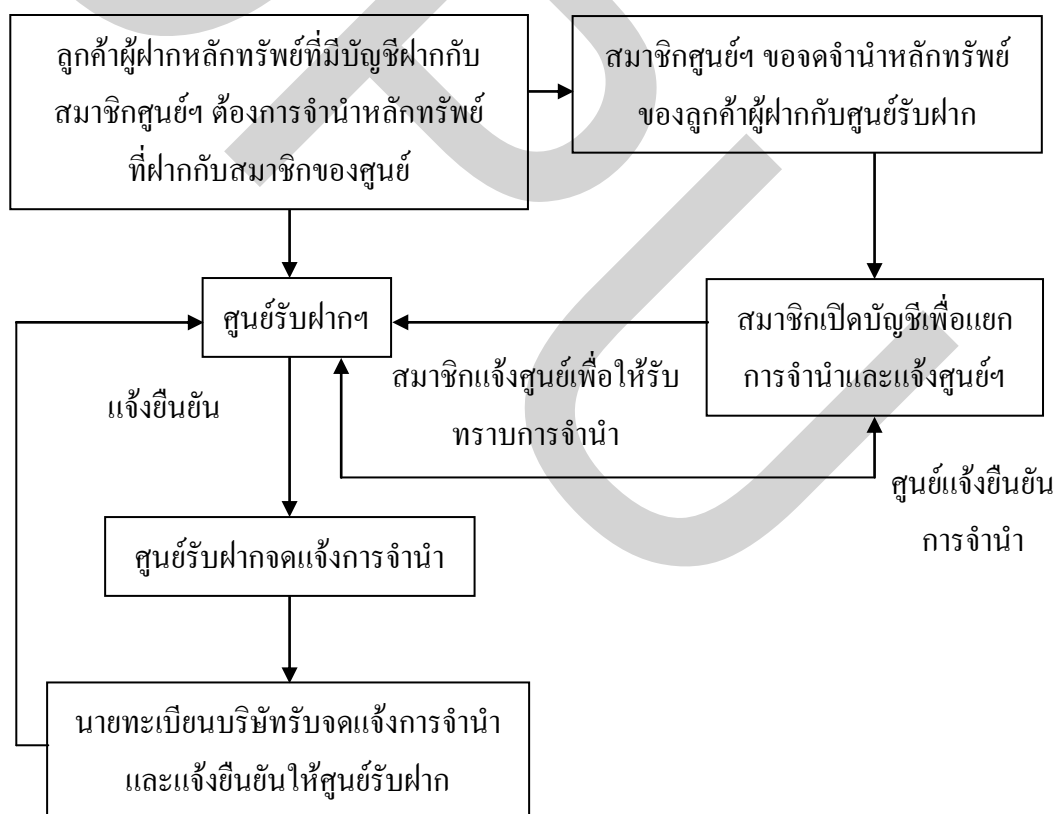 ลูกค้าผู้ฝากหลักทรัพย์ที่มีบัญชีฝากกับ
สมาชิกศูนย์ฯ ต้องการจำนำหลักทรัพย์
ที่ฝากกับสมาชิกของศูนย์
สมาชิกศูนย์ฯ ขอจดจำนำหลักทรัพย์
ของลูกค้าผู้ฝากกับศูนย์รับฝาก
ศูนย์รับฝากฯ
สมาชิกเปิดบัญชีเพื่อแยก
การจำนำและแจ้งศูนย์ฯ
สมาชิกแจ้งศูนย์เพื่อให้รับ
ทราบการจำนำ
แจ้งยืนยัน
ศูนย์แจ้งยืนยัน
การจำนำ
ศูนย์รับฝากจดแจ้งการจำนำ
นายทะเบียนบริษัทรับจดแจ้งการจำนำ
และแจ้งยืนยันให้ศูนย์รับฝาก